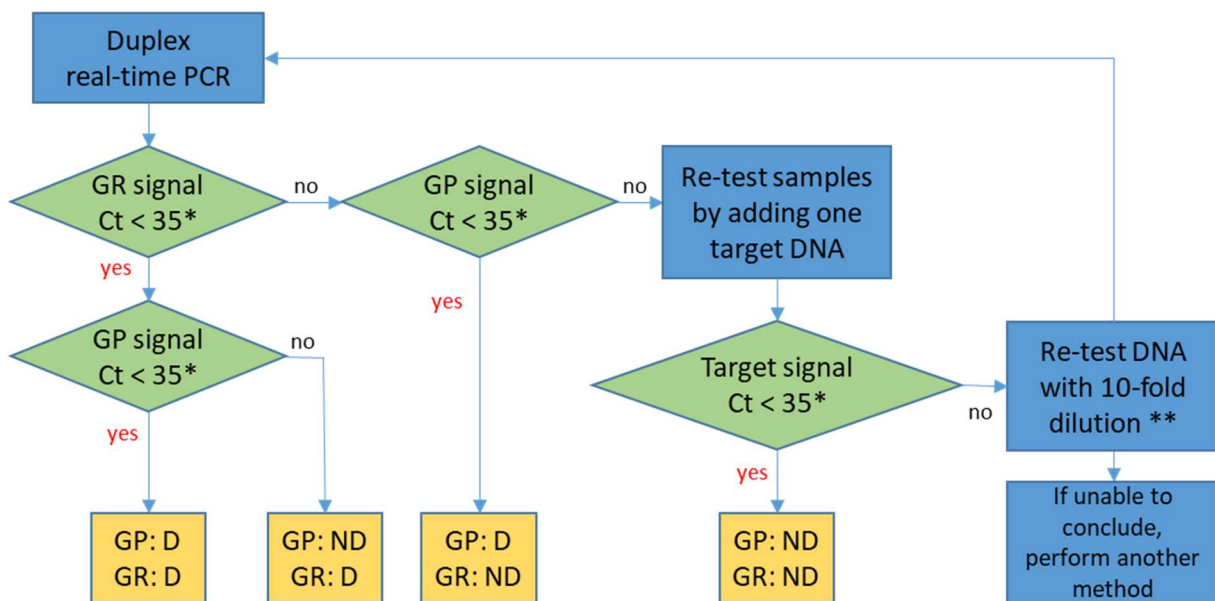 Duplex
real-time PCR
GR signal
Ct < 35*
no
GP signal
Ct < 35*
no
Re-test samples
by adding one
target DNA
yes
GP signal
Ct < 35*
no
yes
Target signal
Ct < 35*
no
Re-test DNA
with 10-fold
dilution **
yes
yes
GP: D
GR: D
GP: ND
GR: D
GP: D
GR: ND
GP: ND
GR: ND
If unable to
conclude,
perform another
method